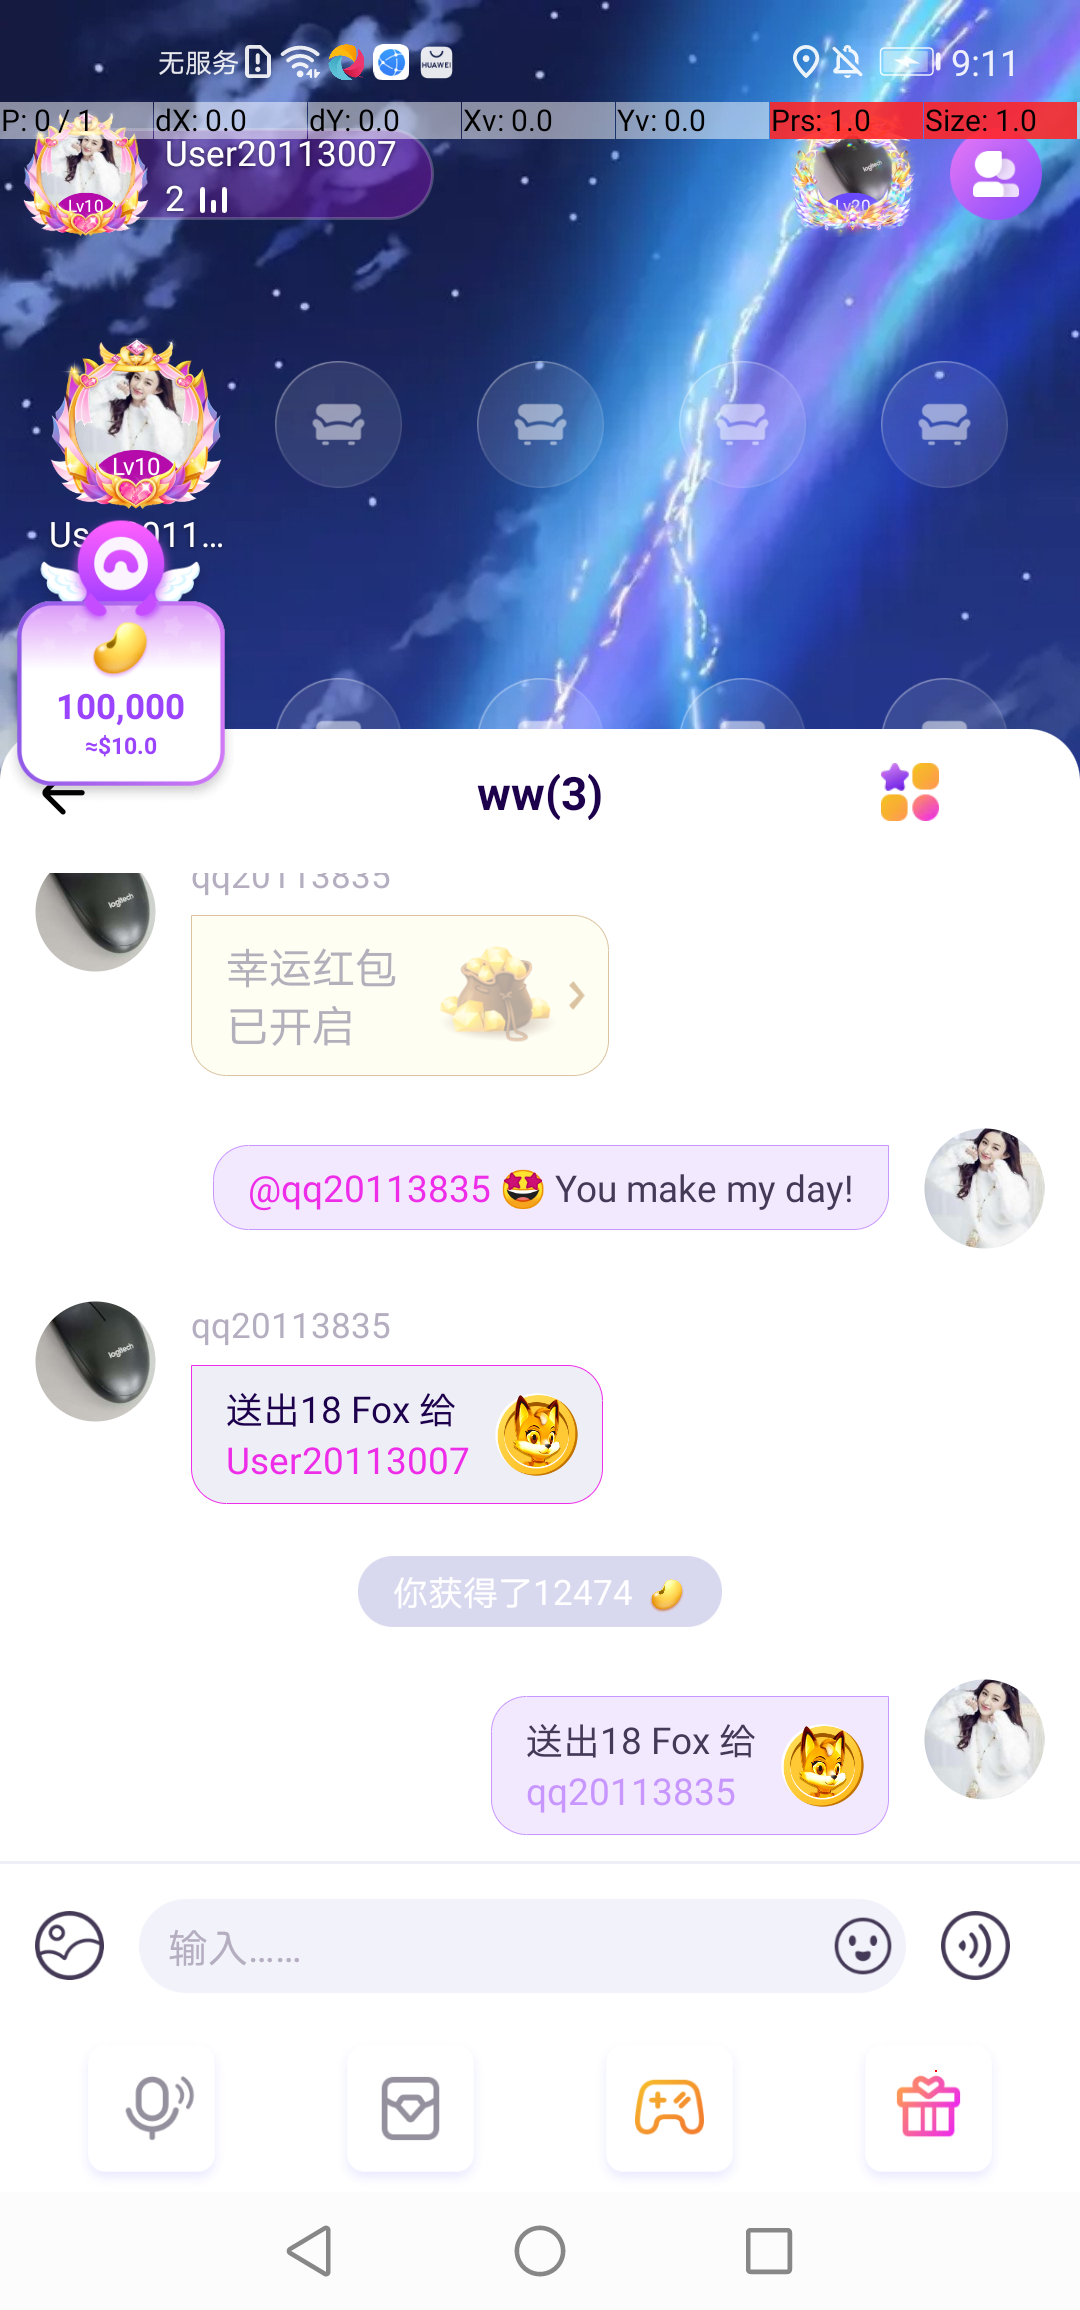 无服务
HUAWEI
9:11
P: 0 / 1
dX: 0.0
dY: 0.0
Xv: 0.0
Yv: 0.0
Prs: 1.0
Size: 1.0
User20113007
2
Lv10
logitech
Lv20
Lv10
100,000
≈$10.0
ww(3)
qq20113835
logitech
幸运红包
已开启
@qq20113835 🤩 You make my day!
qq20113835
logitech
送出18 Fox 给
User20113007
你获得了12474
送出18 Fox 给
qq20113835
输入......